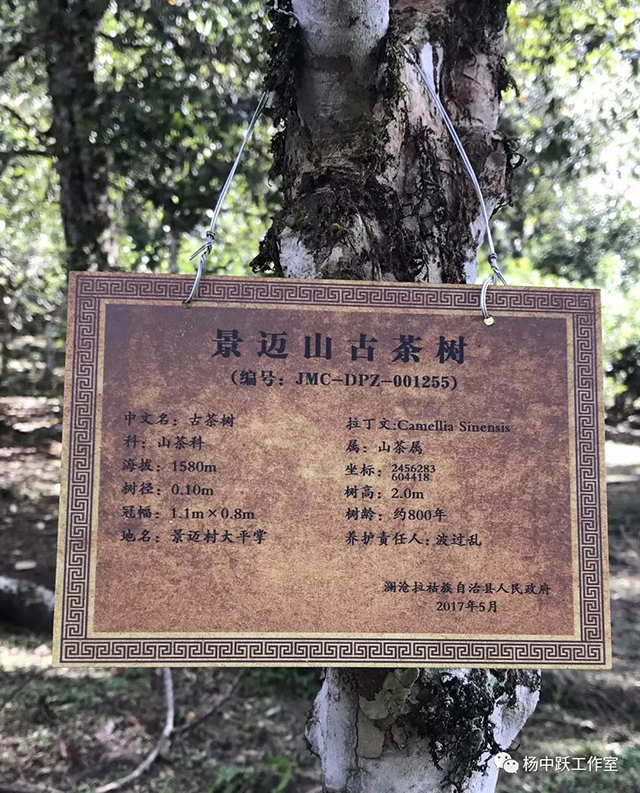 景迈山古茶树
（编号：JMC-DPZ-001255）
中文名：古茶树 拉丁文:Camellia Sinensis
科：山茶科 属：山茶属
海拔：1580m 坐标：2456283
604418
树径：0.10m 树高：2.0m
冠幅：1.1m×0.8m 树龄：约800年
地名：景迈村大平掌 养护责任人：波过乱
澜沧拉祜族自治县人民政府
2017年5月
杨中跃工作室